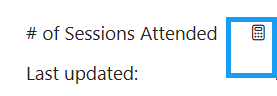 # of Sessions Attended
Last updated: